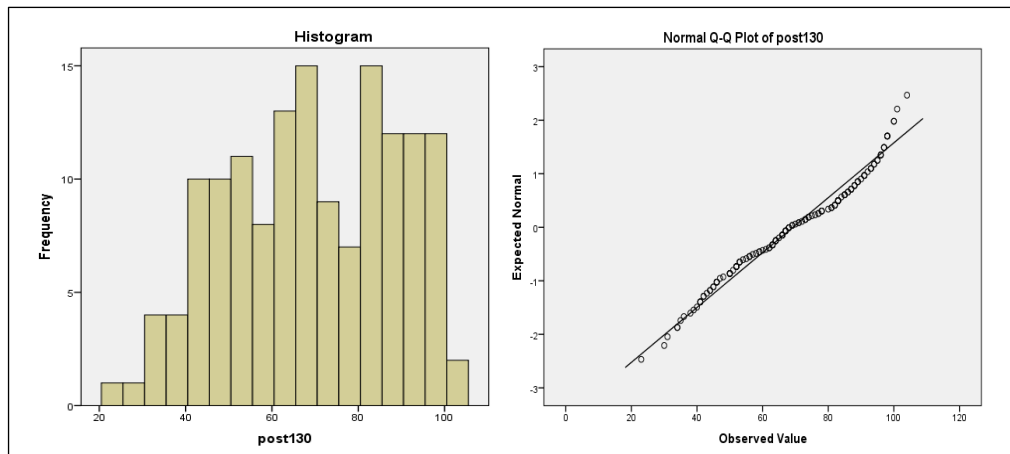 Histogram
Frequency
15
10
5
0
20 40 60 80 100
post130
Normal Q-Q Plot of post130
Expected Normal
3
2
1
0
-1
-2
-3
0 20 40 60 80 100 120
Observed Value